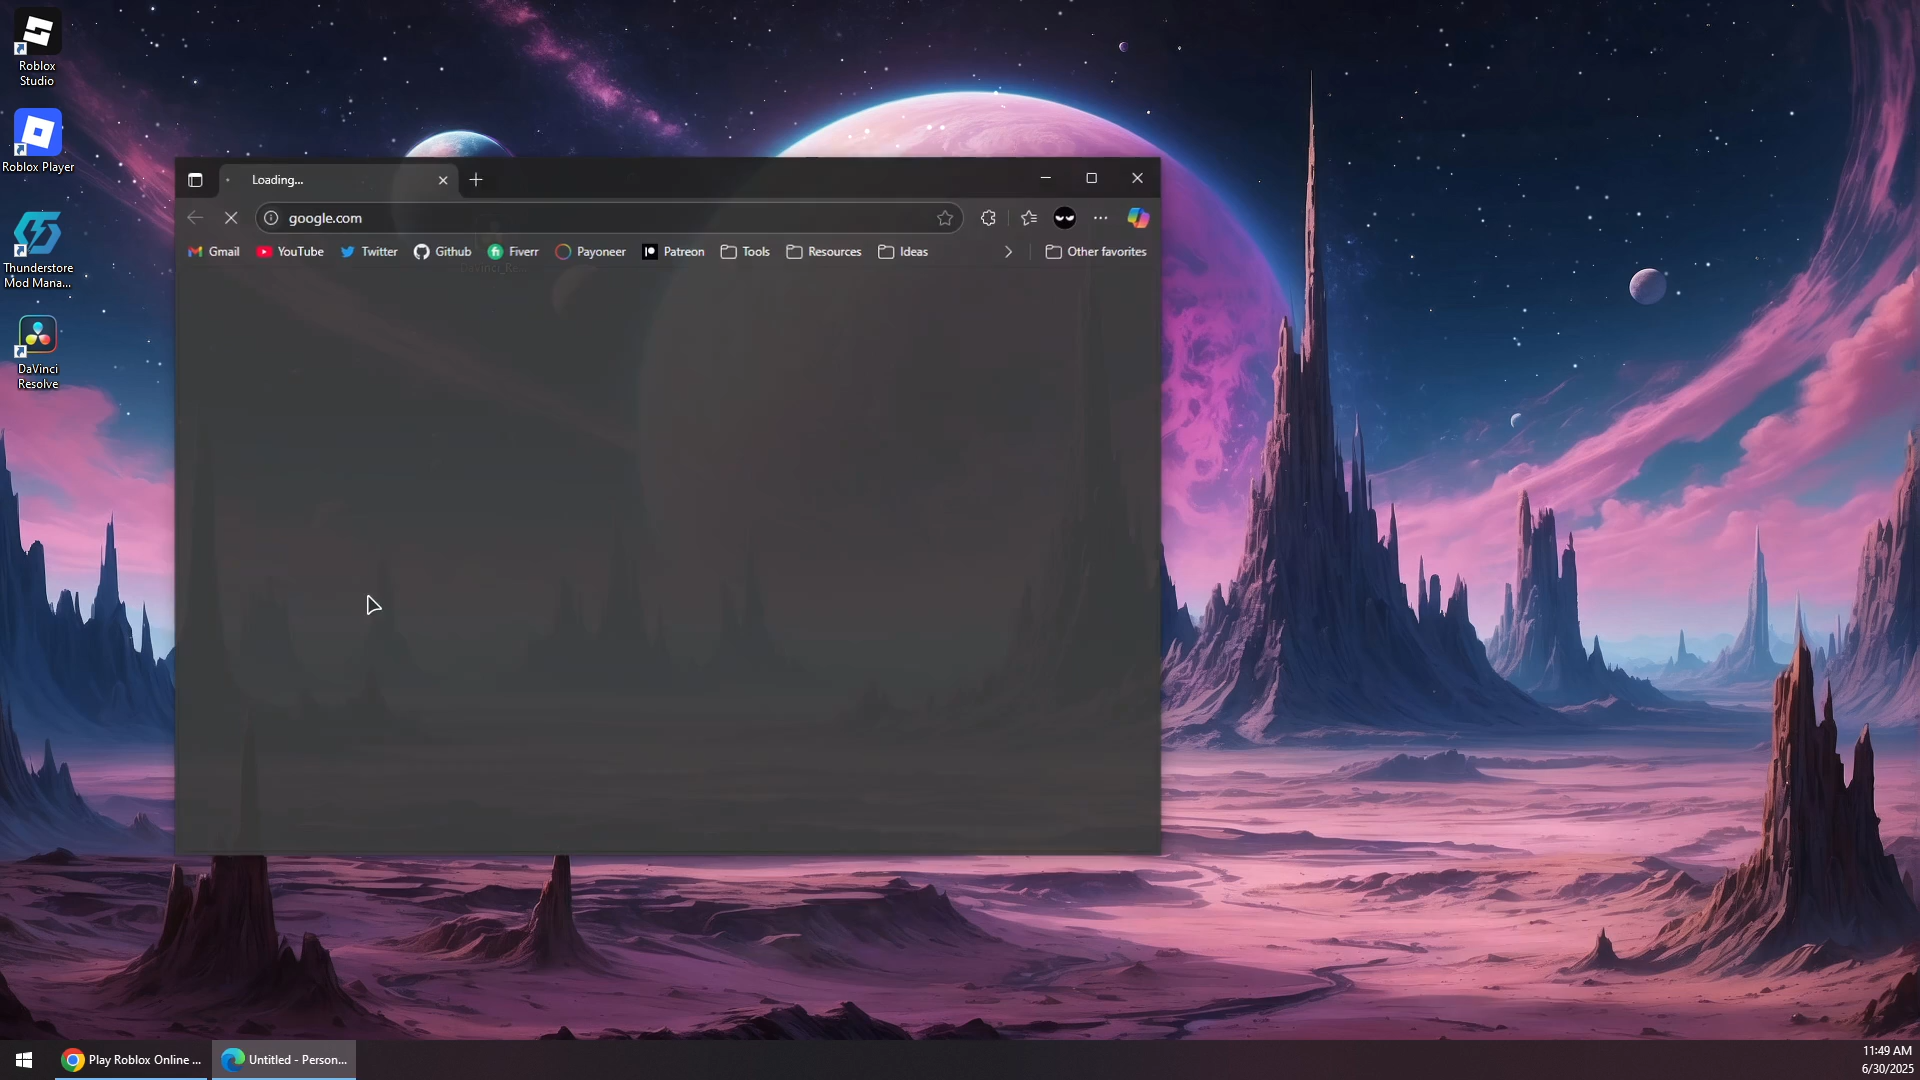 Roblox
Studio
Roblox Player
Thunderstore
Mod Mana...
DaVinci
Resolve
Loading...
google.com
Gmail YouTube Twitter Github Fiverr Payoneer Patreon Tools Resources Ideas Other favorites
Play Roblox Online ... Untitled - Person...
11:49 AM
6/30/2025